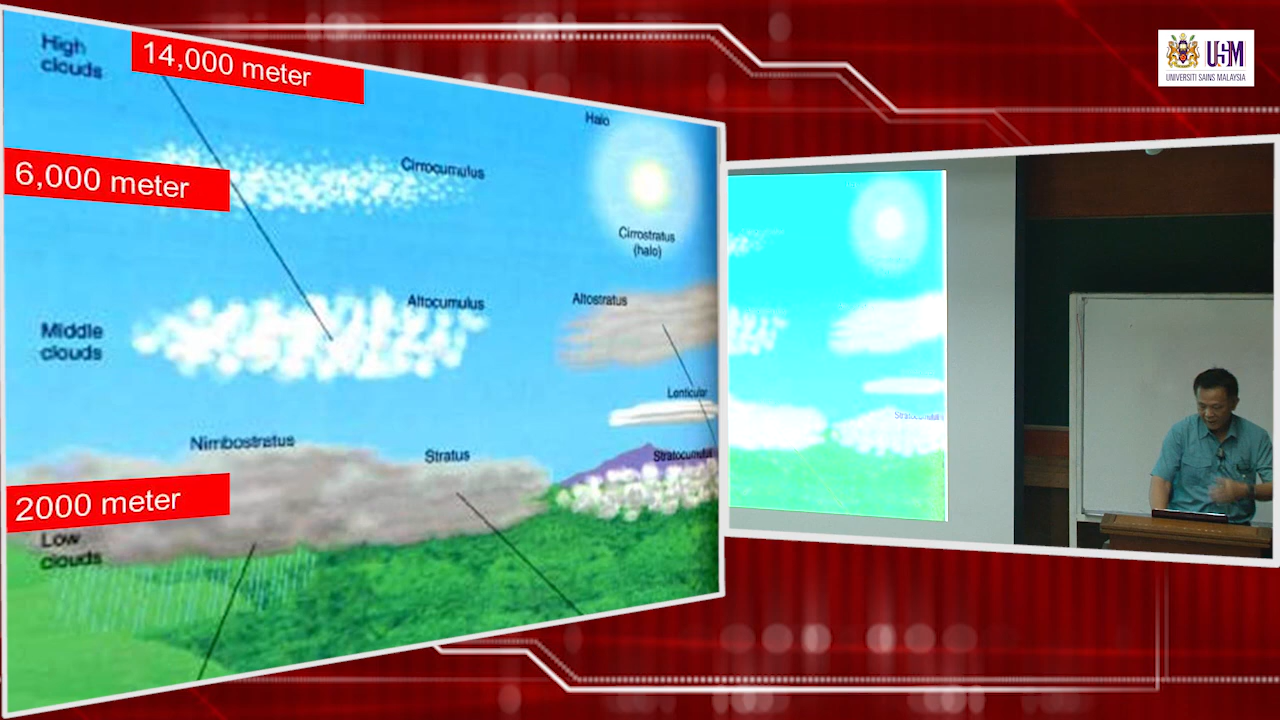 High
clouds
14,000 meter
Halo
Cirrocumulus
6,000 meter
Cirrostratus
(halo)
Altocumulus
Altostratus
Middle
clouds
Lenticular
Nimbostratus
Stratus
Stratocumulus
2000 meter
Low
clouds
USM
UNIVERSITI SAINS MALAYSIA
Stratocumulus